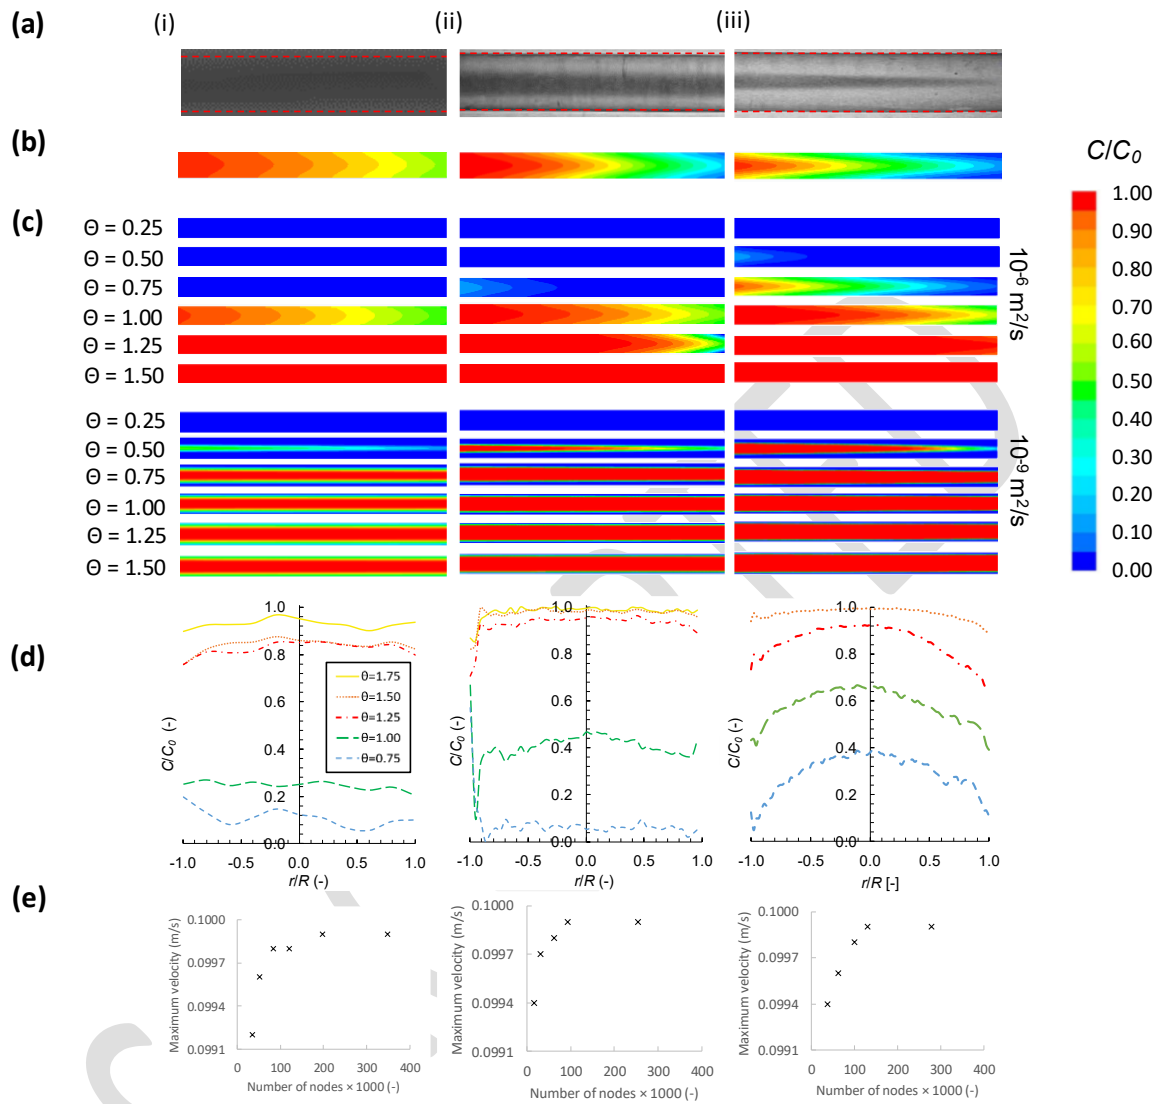 (a) (i) (ii) (iii)
(b)
C/C0
(c)
Θ = 0.25
Θ = 0.50
Θ = 0.75
Θ = 1.00
Θ = 1.25
Θ = 1.50
10-6 m2/s
Θ = 0.25
Θ = 0.50
Θ = 0.75
Θ = 1.00
Θ = 1.25
Θ = 1.50
10-9 m2/s
1.00
0.90
0.80
0.70
0.60
0.50
0.40
0.30
0.20
0.10
0.00
(d)
C/C0 (-)
1.0
0.8
0.6
0.4
0.2
0.0
-1.0 -0.5 0.0 0.5 1.0
r/R (-)
θ=1.75
θ=1.50
θ=1.25
θ=1.00
θ=0.75
C/C0 (-)
1.0
0.8
0.6
0.4
0.2
0.0
-1.0 -0.5 0.0 0.5 1.0
r/R (-)
C/C0 (-)
1.0
0.8
0.6
0.4
0.2
0.0
-1.0 -0.5 0.0 0.5 1.0
r/R [-]
(e)
Maximum velocity (m/s)
0.1000
0.0997
0.0994
0.0991
0 100 200 300 400
Number of nodes × 1000 (-)
Maximum velocity (m/s)
0.1000
0.0997
0.0994
0.0991
0 100 200 300 400
Number of nodes × 1000 (-)
Maximum velocity (m/s)
0.1000
0.0997
0.0994
0.0991
0 100 200 300 400
Number of nodes × 1000 (-)